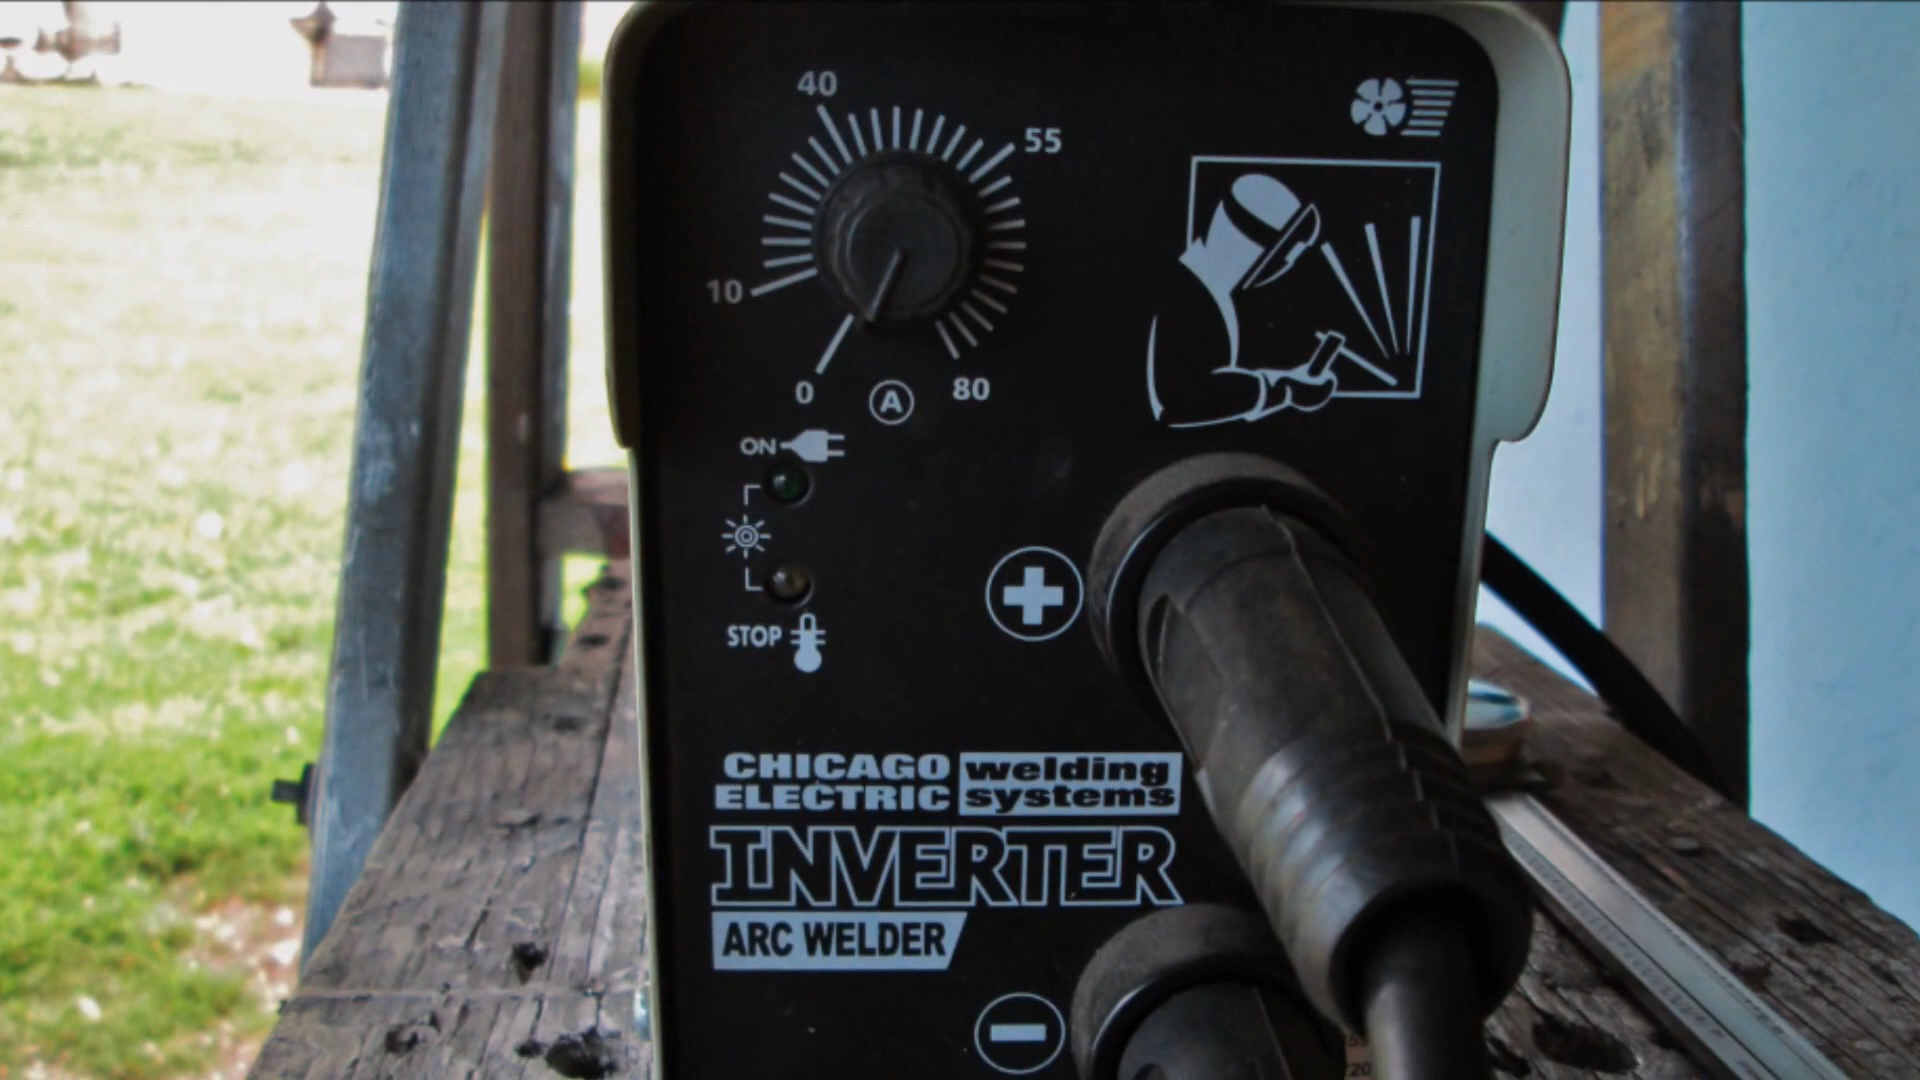 40
55
10
0
A
80
ON
STOP
CHICAGO
ELECTRIC
welding
systems
INVERTER
ARC WELDER